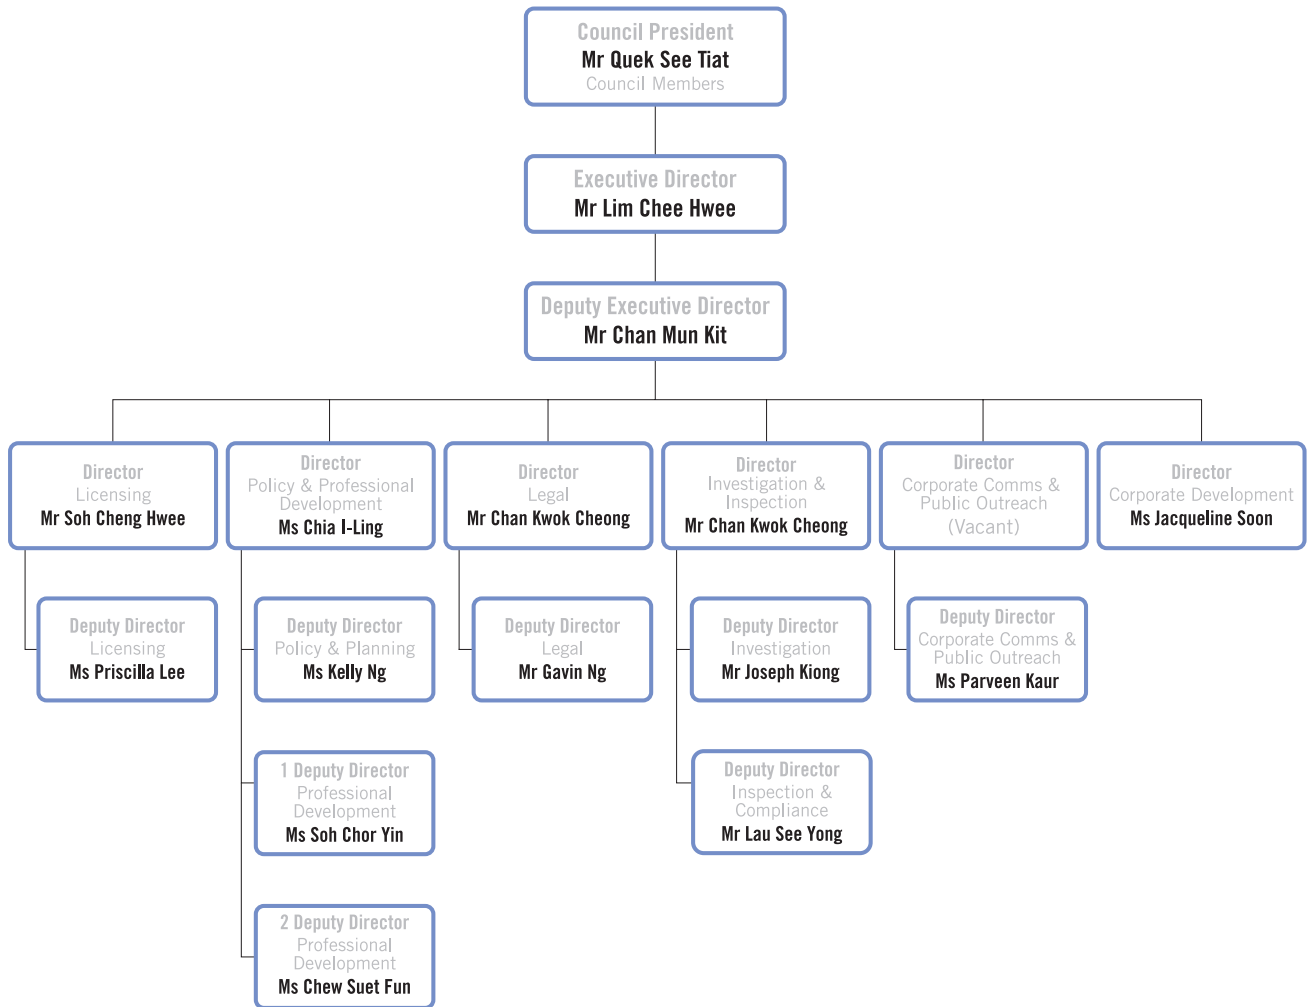 Council President
Mr Quek See Tiat
Council Members
Executive Director
Mr Lim Chee Hwee
Deputy Executive Director
Mr Chan Mun Kit
Director
Licensing
Mr Soh Cheng Hwee
Director
Policy & Professional
Development
Ms Chia I-Ling
Director
Legal
Mr Chan Kwok Cheong
Director
Investigation &
Inspection
Mr Chan Kwok Cheong
Director
Corporate Comms &
Public Outreach
(Vacant)
Director
Corporate Development
Ms Jacqueline Soon
Deputy Director
Licensing
Ms Priscilla Lee
Deputy Director
Policy & Planning
Ms Kelly Ng
Deputy Director
Legal
Mr Gavin Ng
Deputy Director
Investigation
Mr Joseph Kiong
Deputy Director
Corporate Comms &
Public Outreach
Ms Parveen Kaur
1 Deputy Director
Professional
Development
Ms Soh Chor Yin
Deputy Director
Inspection &
Compliance
Mr Lau See Yong
2 Deputy Director
Professional
Development
Ms Chew Suet Fun